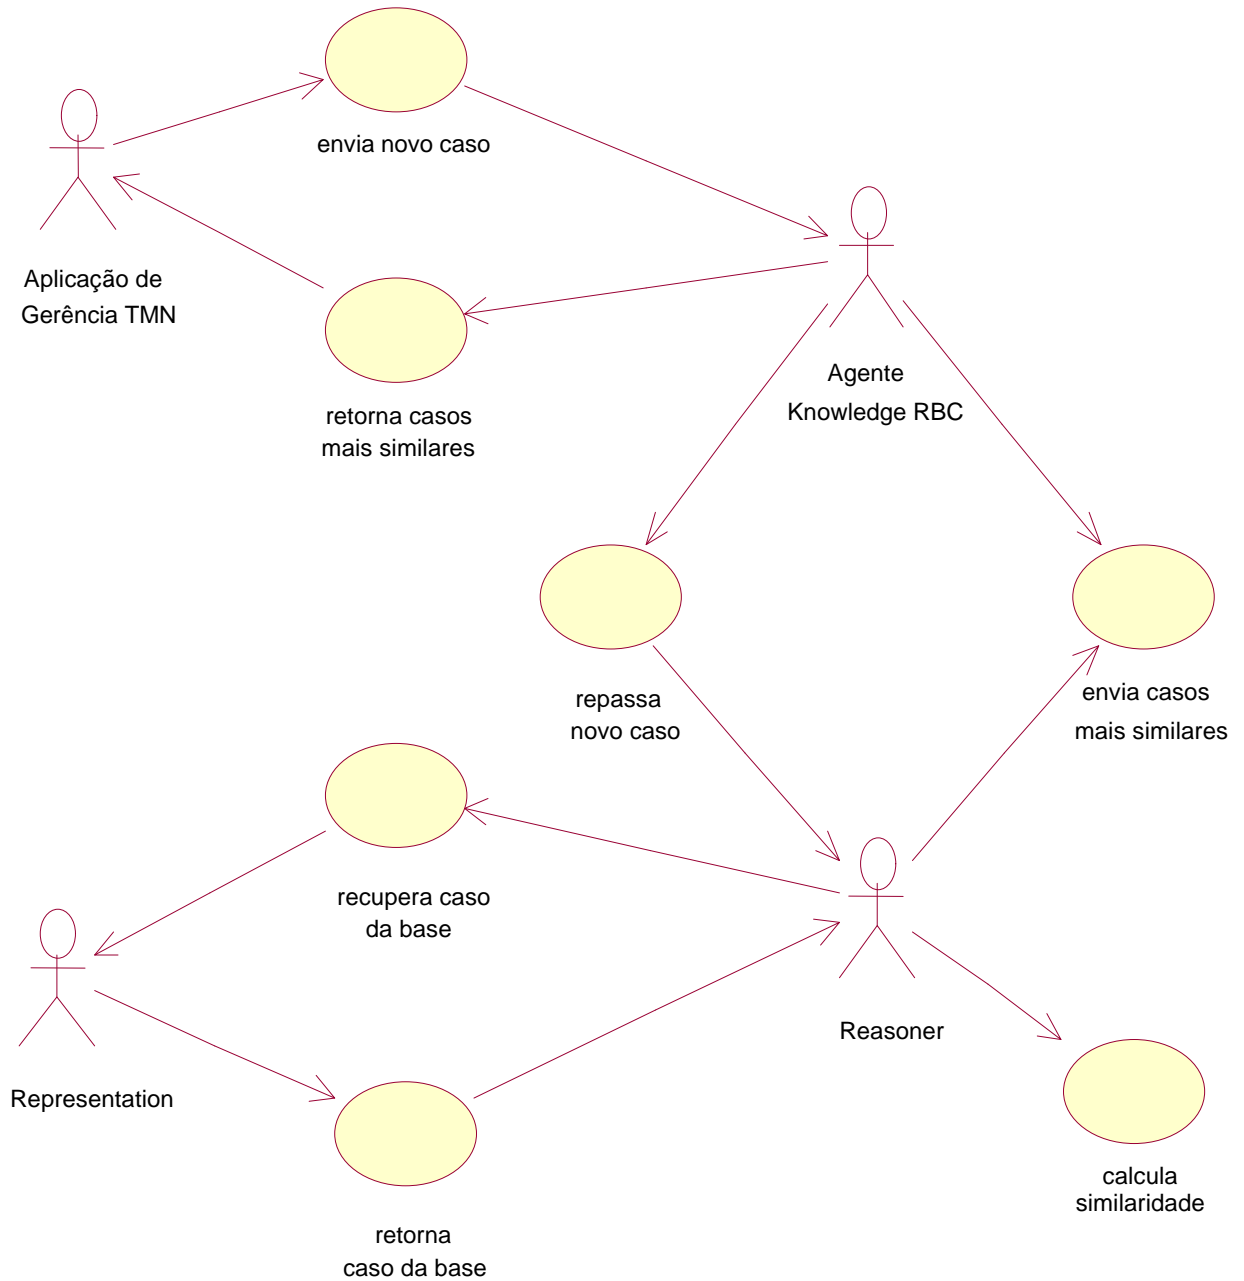 envia novo caso
Aplicação de
Gerência TMN
retorna casos
mais similares
Agente
Knowledge RBC
repassa
novo caso
envia casos
mais similares
recupera caso
da base
Reasoner
Representation
calcula
similaridade
retorna
caso da base